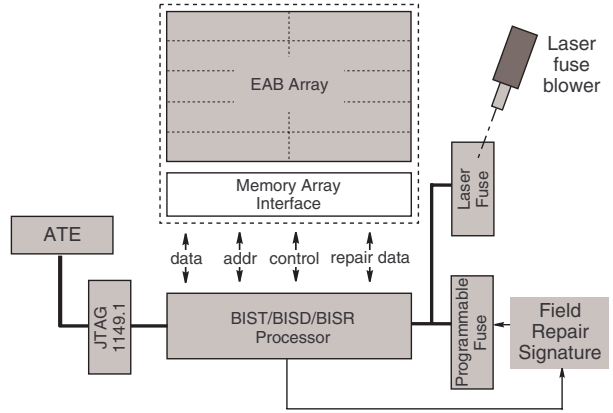 EAB Array
Laser
fuse
blower
Memory Array
Interface
Laser
Fuse
ATE
data addr control repair data
JTAG
1149.1
BIST/BISD/BISR
Processor
Programmable
Fuse
Field
Repair
Signature